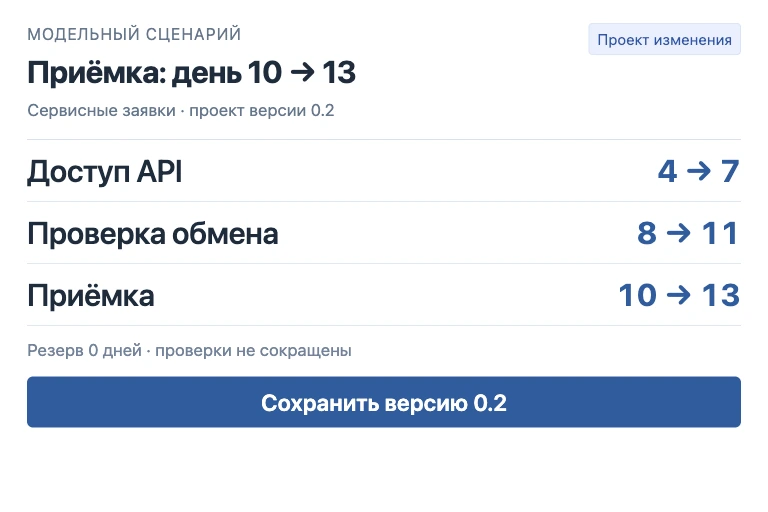 МОДЕЛЬНЫЙ СЦЕНАРИЙ
Проект изменения
Приёмка: день 10 → 13
Сервисные заявки · проект версии 0.2
Доступ API 4 → 7
Проверка обмена 8 → 11
Приёмка 10 → 13
Резерв 0 дней · проверки не сокращены
Сохранить версию 0.2